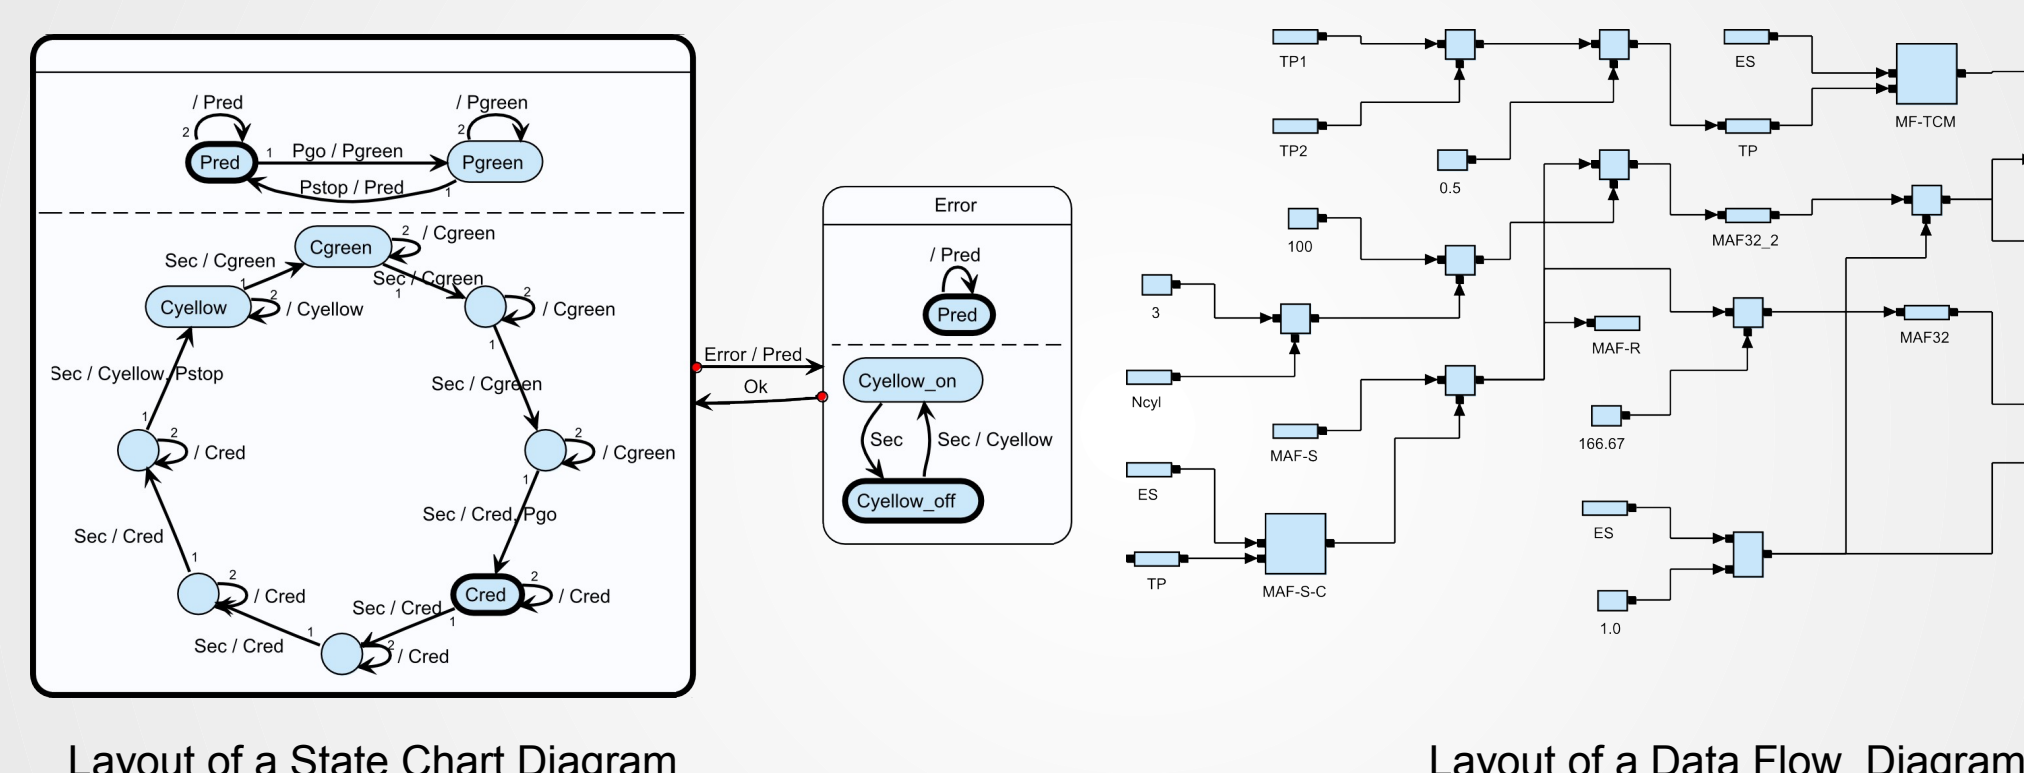 / Pred
/ Pgreen
2
2
Pred
1
Pgo / Pgreen
Pgreen
Pstop / Pred
1
Cgreen
2
/ Cgreen
Sec / Cgreen
1
Sec / Cgreen
1
Cyellow
2
/ Cyellow
2
/ Cgreen
1
Sec / Cyellow, Pstop
Sec / Cgreen
1
2
/ Cred
2
/ Cgreen
1
Sec / Cred, Pgo
Sec / Cred
1
2
/ Cred
Cred
2
/ Cred
Sec / Cred
1
Sec / Cred
1
2
/ Cred
Error / Pred
Ok
Error
/ Pred
Pred
Cyellow_on
Sec
Sec / Cyellow
Cyellow_off
TP1
TP2
0.5
ES
TP
MF-TCM
100
MAF32_2
3
MAF-R
MAF32
Ncyl
MAF-S
166.67
ES
TP
MAF-S-C
ES
1.0
Layout of a State Chart Diagram
Layout of a Data Flow Diagram